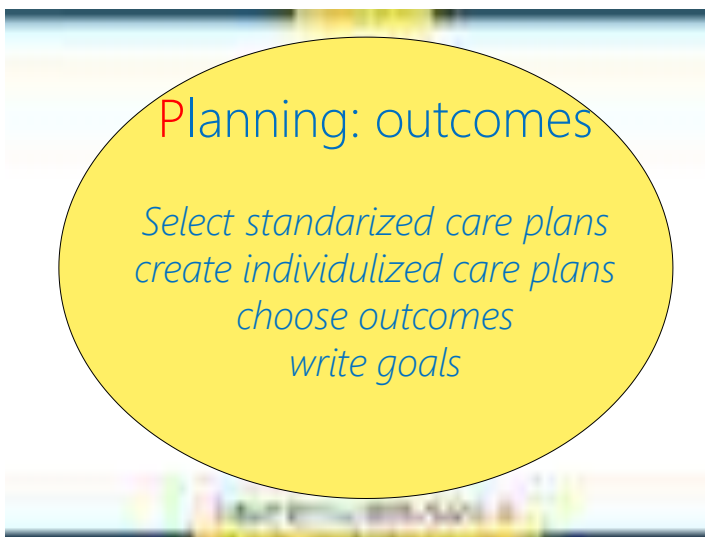 Planning: outcomes
Select standarized care plans
create individulized care plans
choose outcomes
write goals